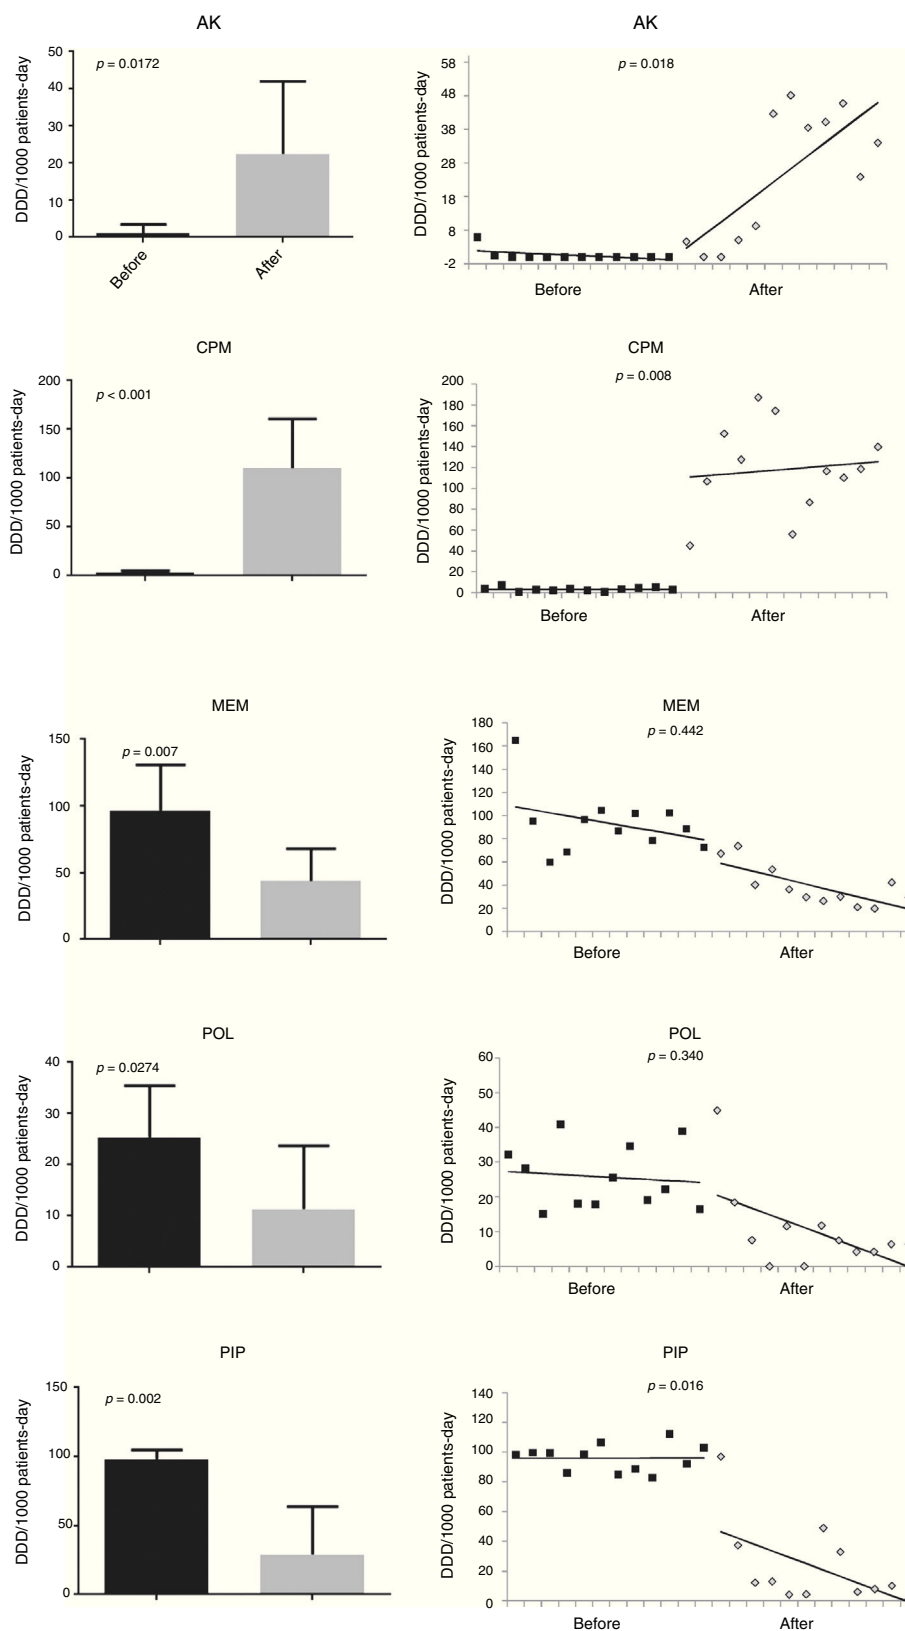 AK
DDD/1000 patients-day
50
40
30
20
10
0
p = 0.0172
Before
After
AK
DDD/1000 patients-day
58
48
38
28
18
8
-2
p = 0.018
Before
After
CPM
DDD/1000 patients-day
200
150
100
50
0
p < 0.001
CPM
DDD/1000 patients-day
200
180
160
140
120
100
80
60
40
20
0
p = 0.008
Before
After
MEM
DDD/1000 patients-day
150
100
50
0
p = 0.007
MEM
DDD/1000 patients-day
180
160
140
120
100
80
60
40
20
0
p = 0.442
Before
After
POL
DDD/1000 patients-day
40
30
20
10
0
p = 0.0274
POL
DDD/1000 patients-day
60
50
40
30
20
10
0
p = 0.340
Before
After
PIP
DDD/1000 patients-day
150
100
50
0
p = 0.002
PIP
DDD/1000 patients-day
140
120
100
80
60
40
20
0
p = 0.016
Before
After